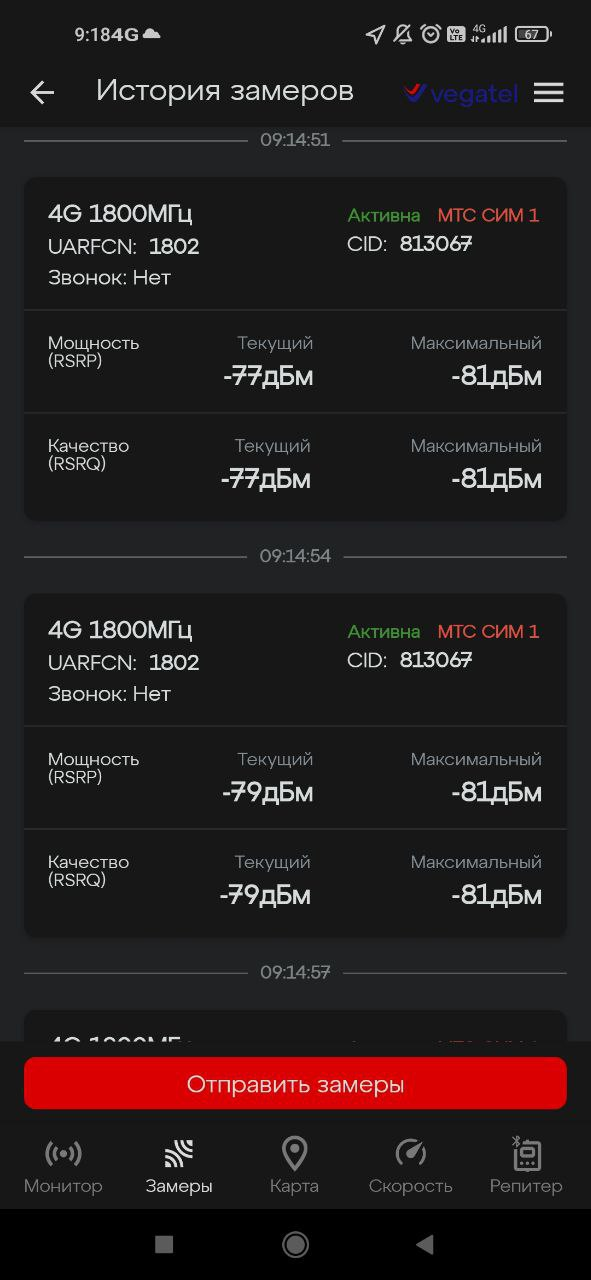 9:18 4G 4G 67
История замеров vegatel
09:14:51
4G 1800МГц Активна МТС СИМ 1
UARFCN: 1802 CID: 813067
Звонок: Нет
Мощность Текущий Максимальный
(RSRP) -77дБм -81дБм
Качество Текущий Максимальный
(RSRQ) -77дБм -81дБм
09:14:54
4G 1800МГц Активна МТС СИМ 1
UARFCN: 1802 CID: 813067
Звонок: Нет
Мощность Текущий Максимальный
(RSRP) -79дБм -81дБм
Качество Текущий Максимальный
(RSRQ) -79дБм -81дБм
09:14:57
Отправить замеры
Монитор Замеры Карта Скорость Репитер